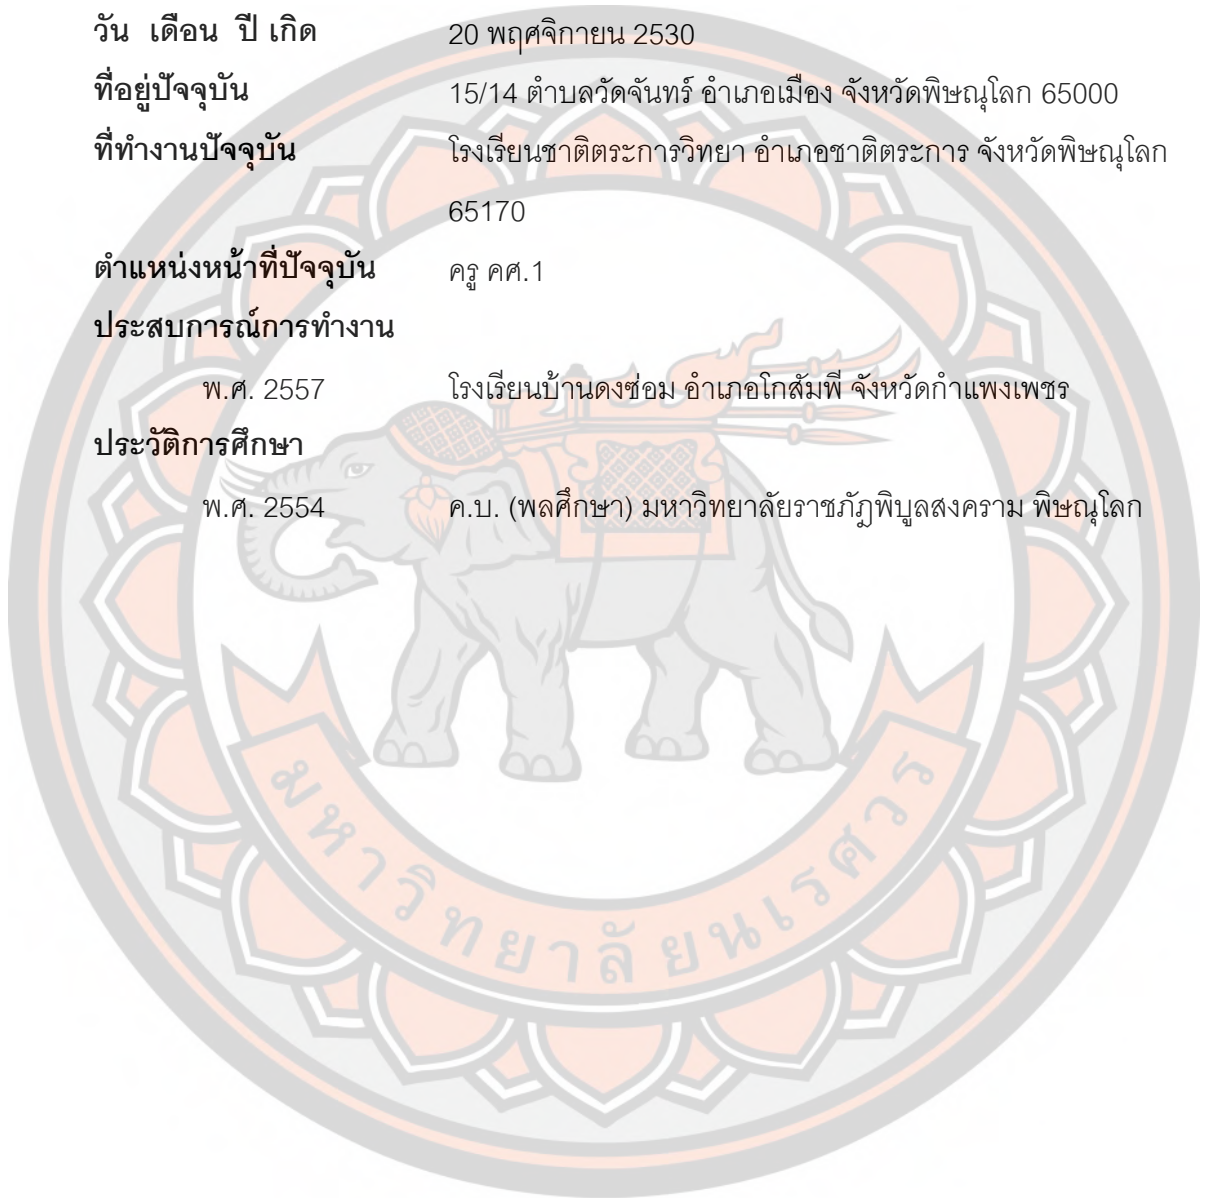 วัน เดือน ปี เกิด 20 พฤศจิกายน 2530
ที่อยู่ปัจจุบัน 15/14 ตำบลวัดจันทร์ อำเภอเมือง จังหวัดพิษณุโลก 65000
ที่ทำงานปัจจุบัน โรงเรียนชาติตระการวิทยา อำเภอชาติตระการ จังหวัดพิษณุโลก
65170
ตำแหน่งหน้าที่ปัจจุบัน ครู คศ.1
ประสบการณ์การทำงาน
พ.ศ. 2557 โรงเรียนบ้านดงซ่อม อำเภอโกสัมพี จังหวัดกำแพงเพชร
ประวัติการศึกษา
พ.ศ. 2554 ค.บ. (พลศึกษา) มหาวิทยาลัยราชภัฏพิบูลสงคราม พิษณุโลก
มหาวิทยาลัยนเรศวร